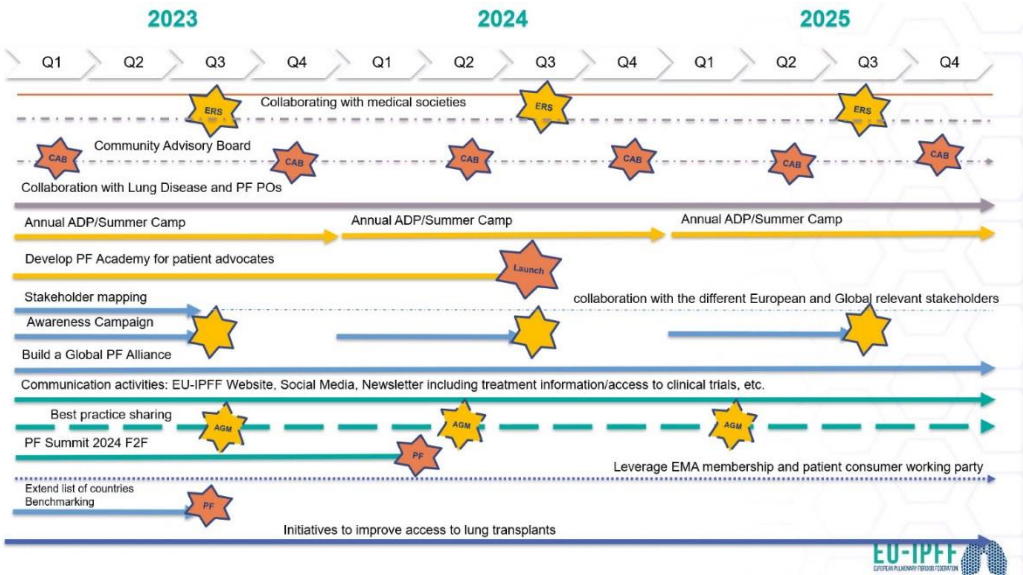 2023 2024 2025
Q1 Q2 Q3 Q4 Q1 Q2 Q3 Q4 Q1 Q2 Q3 Q4
Collaborating with medical societies
ERS ERS ERS
Community Advisory Board
CAB CAB CAB CAB CAB CAB
Collaboration with Lung Disease and PF POs
Annual ADP/Summer Camp Annual ADP/Summer Camp Annual ADP/Summer Camp
Develop PF Academy for patient advocates
Launch
Stakeholder mapping
collaboration with the different European and Global relevant stakeholders
Awareness Campaign
Build a Global PF Alliance
Communication activities: EU-IPFF Website, Social Media, Newsletter including treatment information/access to clinical trials, etc.
Best practice sharing
AGM AGM AGM
PF Summit 2024 F2F
PF
Leverage EMA membership and patient consumer working party
Extend list of countries
Benchmarking
PF
Initiatives to improve access to lung transplants
EU-IPFF
EUROPEAN PULMONARY FIBROSIS FEDERATION